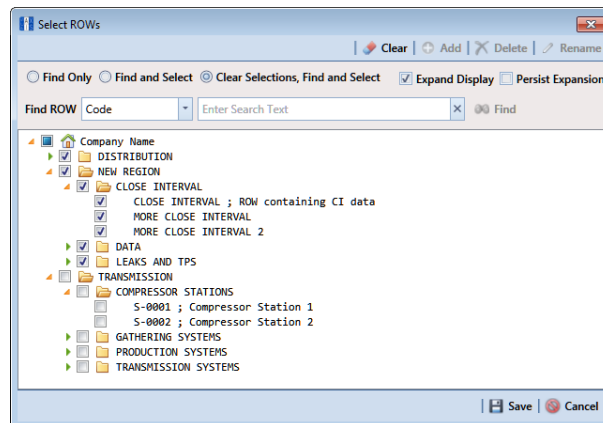 Select ROWs
Clear Add Delete Rename
Find Only Find and Select Clear Selections, Find and Select Expand Display Persist Expansion
Find ROW Code Enter Search Text Find
Company Name
DISTRIBUTION
NEW REGION
CLOSE INTERVAL
CLOSE INTERVAL ; ROW containing CI data
MORE CLOSE INTERVAL
MORE CLOSE INTERVAL 2
DATA
LEAKS AND TPS
TRANSMISSION
COMPRESSOR STATIONS
S-0001 ; Compressor Station 1
S-0002 ; Compressor Station 2
GATHERING SYSTEMS
PRODUCTION SYSTEMS
TRANSMISSION SYSTEMS
Save Cancel